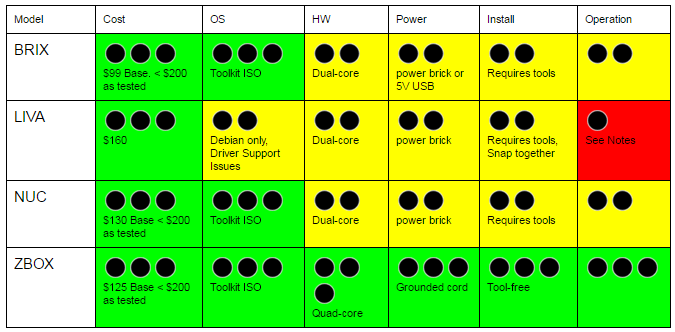 Model Cost OS HW Power Install Operation
BRIX
$99 Base. < $200
as tested
Toolkit ISO
Dual-core
power brick or
5V USB
Requires tools
LIVA
$160
Debian only,
Driver Support
Issues
Dual-core
power brick
Requires tools,
Snap together
See Notes
NUC
$130 Base < $200
as tested
Toolkit ISO
Dual-core
power brick
Requires tools
ZBOX
$125 Base < $200
as tested
Toolkit ISO
Quad-core
Grounded cord
Tool-free